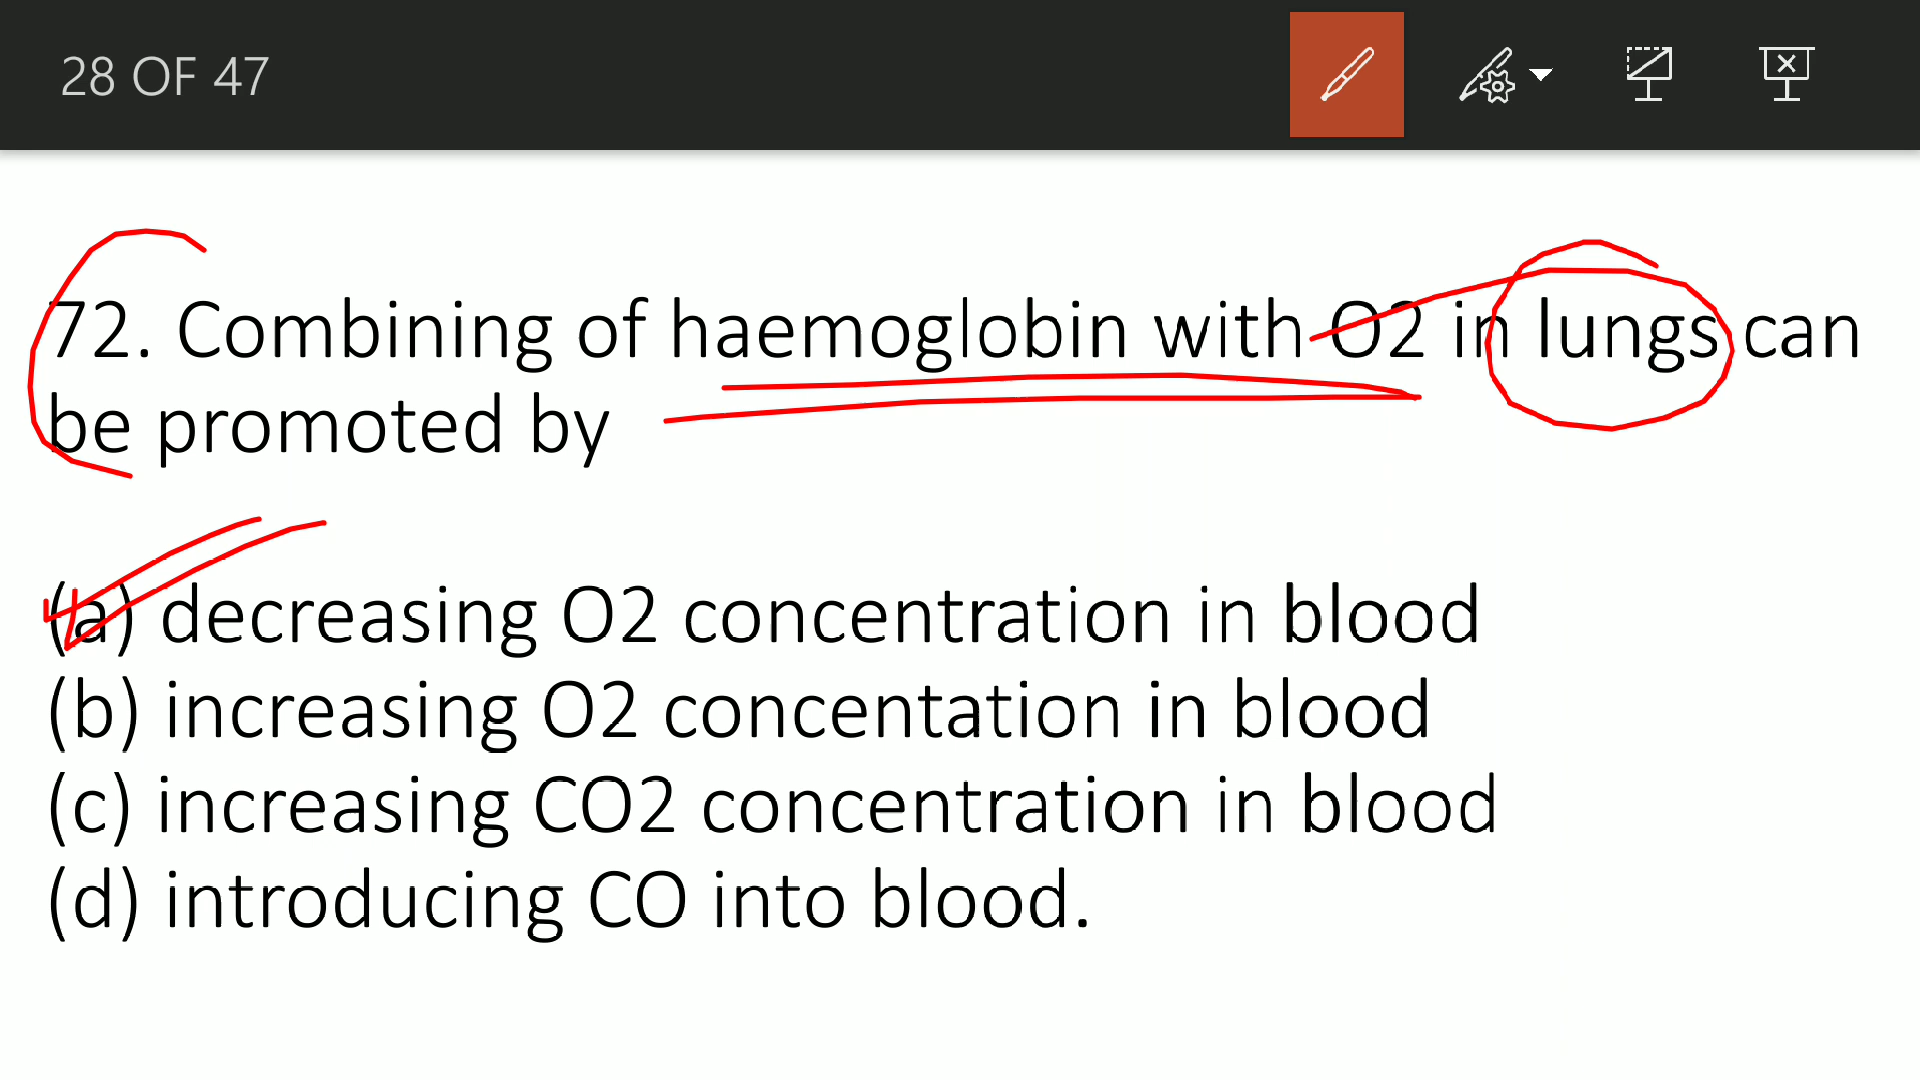 28 OF 47
72. Combining of haemoglobin with O2 in lungs can
be promoted by
(a) decreasing O2 concentration in blood
(b) increasing O2 concentation in blood
(c) increasing CO2 concentration in blood
(d) introducing CO into blood.